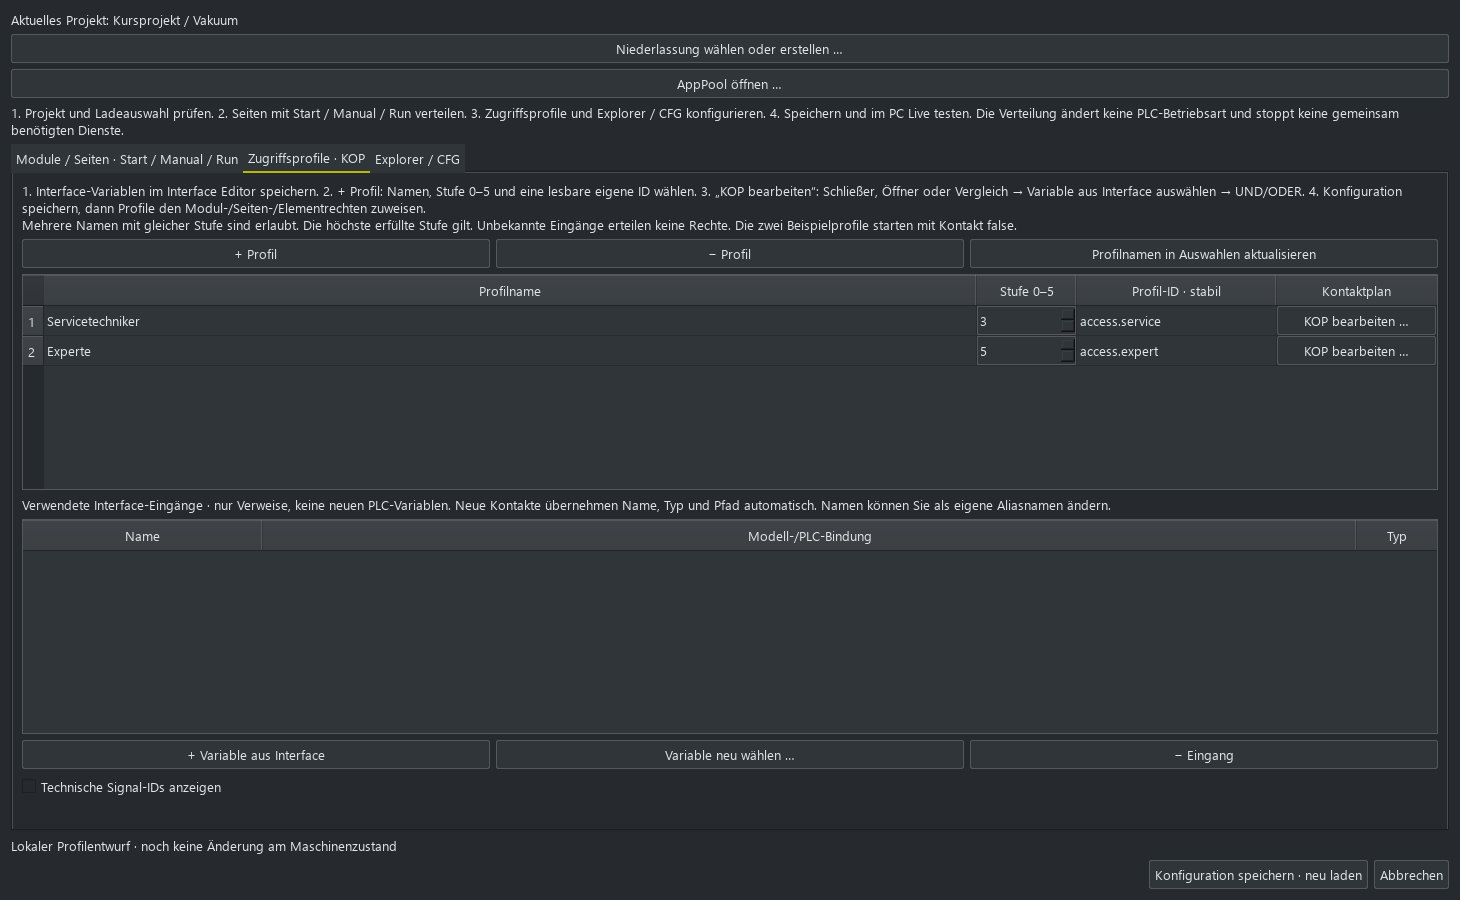 Aktuelles Projekt: Kursprojekt / Vakuum
Niederlassung wählen oder erstellen …
AppPool öffnen …
1. Projekt und Ladeauswahl prüfen. 2. Seiten mit Start / Manual / Run verteilen. 3. Zugriffsprofile und Explorer / CFG konfigurieren. 4. Speichern und im PC Live testen. Die Verteilung ändert keine PLC-Betriebsart und stoppt keine gemeinsam
benötigten Dienste.
Module / Seiten · Start / Manual / Run Zugriffsprofile · KOP Explorer / CFG
1. Interface-Variablen im Interface Editor speichern. 2. + Profil: Namen, Stufe 0–5 und eine lesbare eigene ID wählen. 3. „KOP bearbeiten“: Schließer, Öffner oder Vergleich → Variable aus Interface auswählen → UND/ODER. 4. Konfiguration
speichern, dann Profile den Modul-/Seiten-/Elementrechten zuweisen.
Mehrere Namen mit gleicher Stufe sind erlaubt. Die höchste erfüllte Stufe gilt. Unbekannte Eingänge erteilen keine Rechte. Die zwei Beispielprofile starten mit Kontakt false.
+ Profil − Profil Profilnamen in Auswahlen aktualisieren
Profilname Stufe 0–5 Profil-ID · stabil Kontaktplan
1 Servicetechniker 3 access.service KOP bearbeiten …
2 Experte 5 access.expert KOP bearbeiten …
Verwendete Interface-Eingänge · nur Verweise, keine neuen PLC-Variablen. Neue Kontakte übernehmen Name, Typ und Pfad automatisch. Namen können Sie als eigene Aliasnamen ändern.
Name Modell-/PLC-Bindung Typ
+ Variable aus Interface Variable neu wählen … − Eingang
Technische Signal-IDs anzeigen
Lokaler Profilentwurf · noch keine Änderung am Maschinenzustand
Konfiguration speichern · neu laden Abbrechen